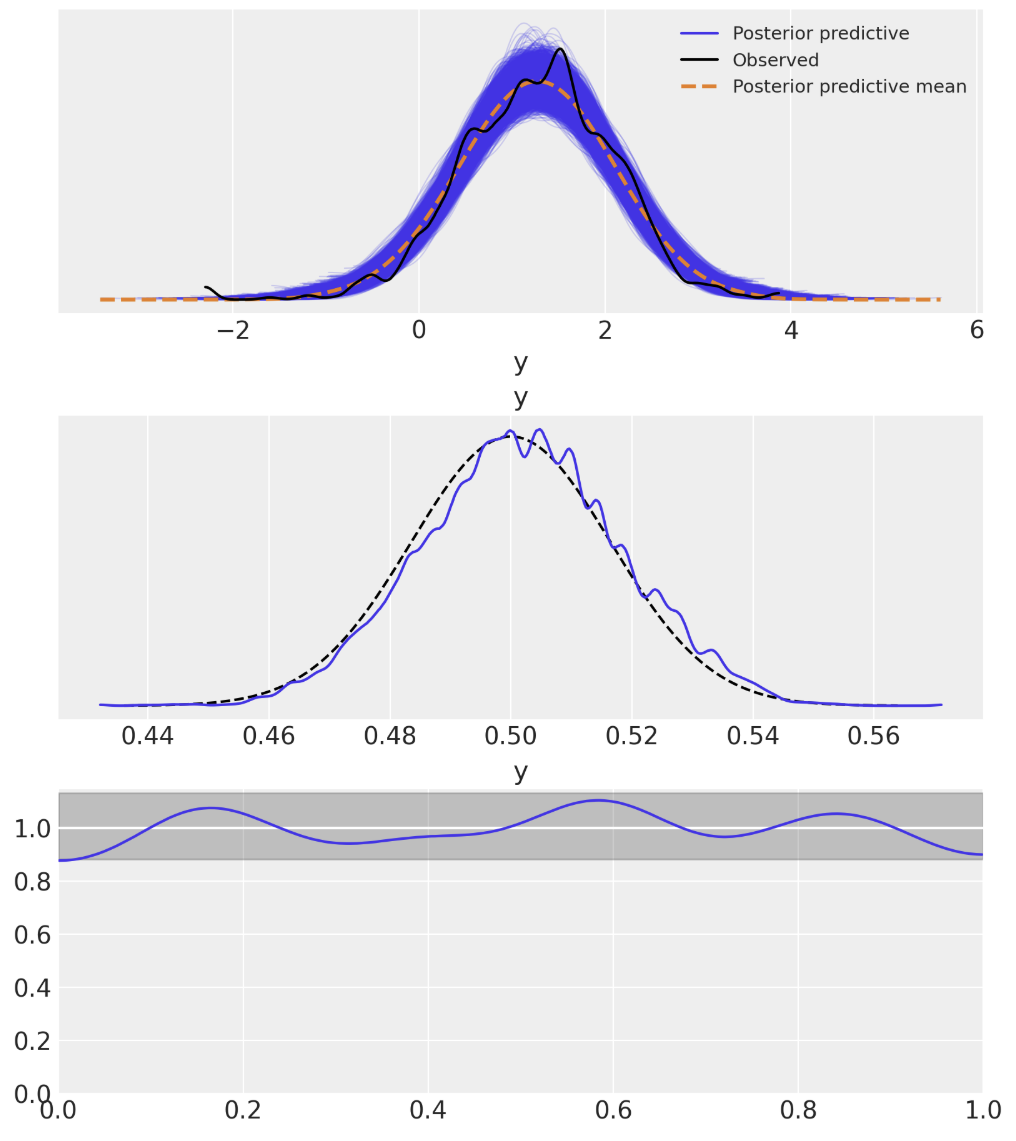 Posterior predictive
Observed
Posterior predictive mean
−2 0 2 4 6
y
y
0.44 0.46 0.48 0.50 0.52 0.54 0.56
y
1.0
0.8
0.6
0.4
0.2
0.0
0.0 0.2 0.4 0.6 0.8 1.0